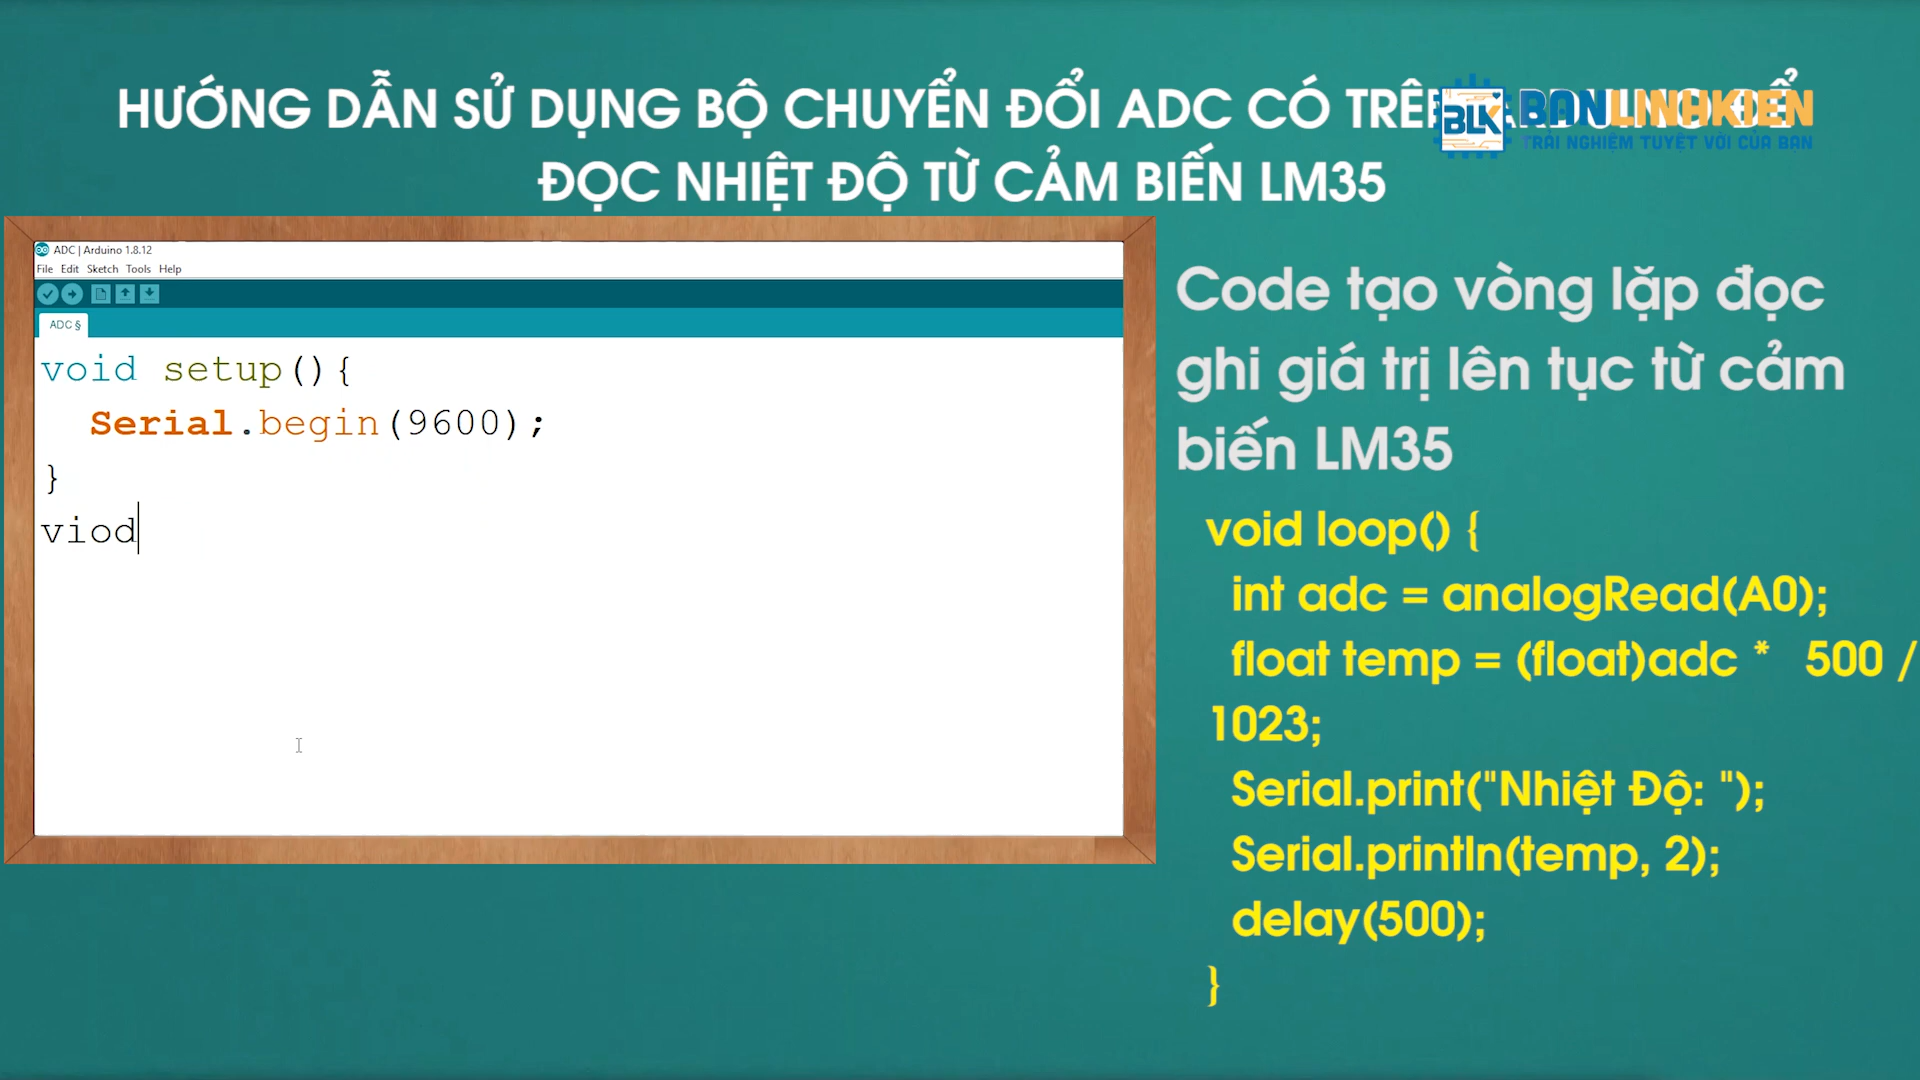 HƯỚNG DẪN SỬ DỤNG BỘ CHUYỂN ĐỔI ADC CÓ TRÊN ĐỂ
BLK BANLINHKIEN
TRẢI NGHIỆM TUYỆT VỜI CỦA BẠN
ĐỌC NHIỆT ĐỘ TỪ CẢM BIẾN LM35
ADC | Arduino 1.8.12
File Edit Sketch Tools Help
ADC §
void setup(){
Serial.begin(9600);
}
viod
Code tạo vòng lặp đọc
ghi giá trị lên tục từ cảm
biến LM35
void loop() {
int adc = analogRead(A0);
float temp = (float)adc * 500 /
1023;
Serial.print("Nhiệt Độ: ");
Serial.println(temp, 2);
delay(500);
}